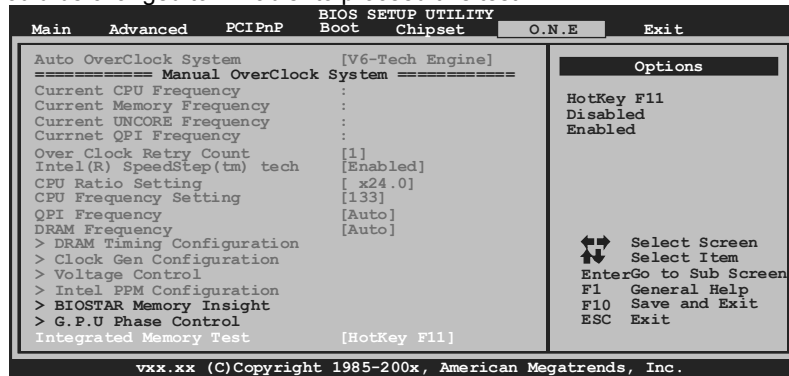 BIOS SETUP UTILITY
Main Advanced PCIPnP Boot Chipset O.N.E Exit
Auto OverClock System [V6-Tech Engine]
============ Manual OverClock System ============
Current CPU Frequency :
Current Memory Frequency :
Current UNCORE Frequency :
Currnet QPI Frequency :
Over Clock Retry Count [1]
Intel(R) SpeedStep(tm) tech [Enabled]
CPU Ratio Setting [ x24.0]
CPU Frequency Setting [133]
QPI Frequency [Auto]
DRAM Frequency [Auto]
> DRAM Timing Configuration
> Clock Gen Configuration
> Voltage Control
> Intel PPM Configuration
> BIOSTAR Memory Insight
> G.P.U Phase Control
Integrated Memory Test [HotKey F11]
Options
HotKey F11
Disabled
Enabled
Select Screen
Select Item
EnterGo to Sub Screen
F1 General Help
F10 Save and Exit
ESC Exit
vxx.xx (C)Copyright 1985-200x, American Megatrends, Inc.